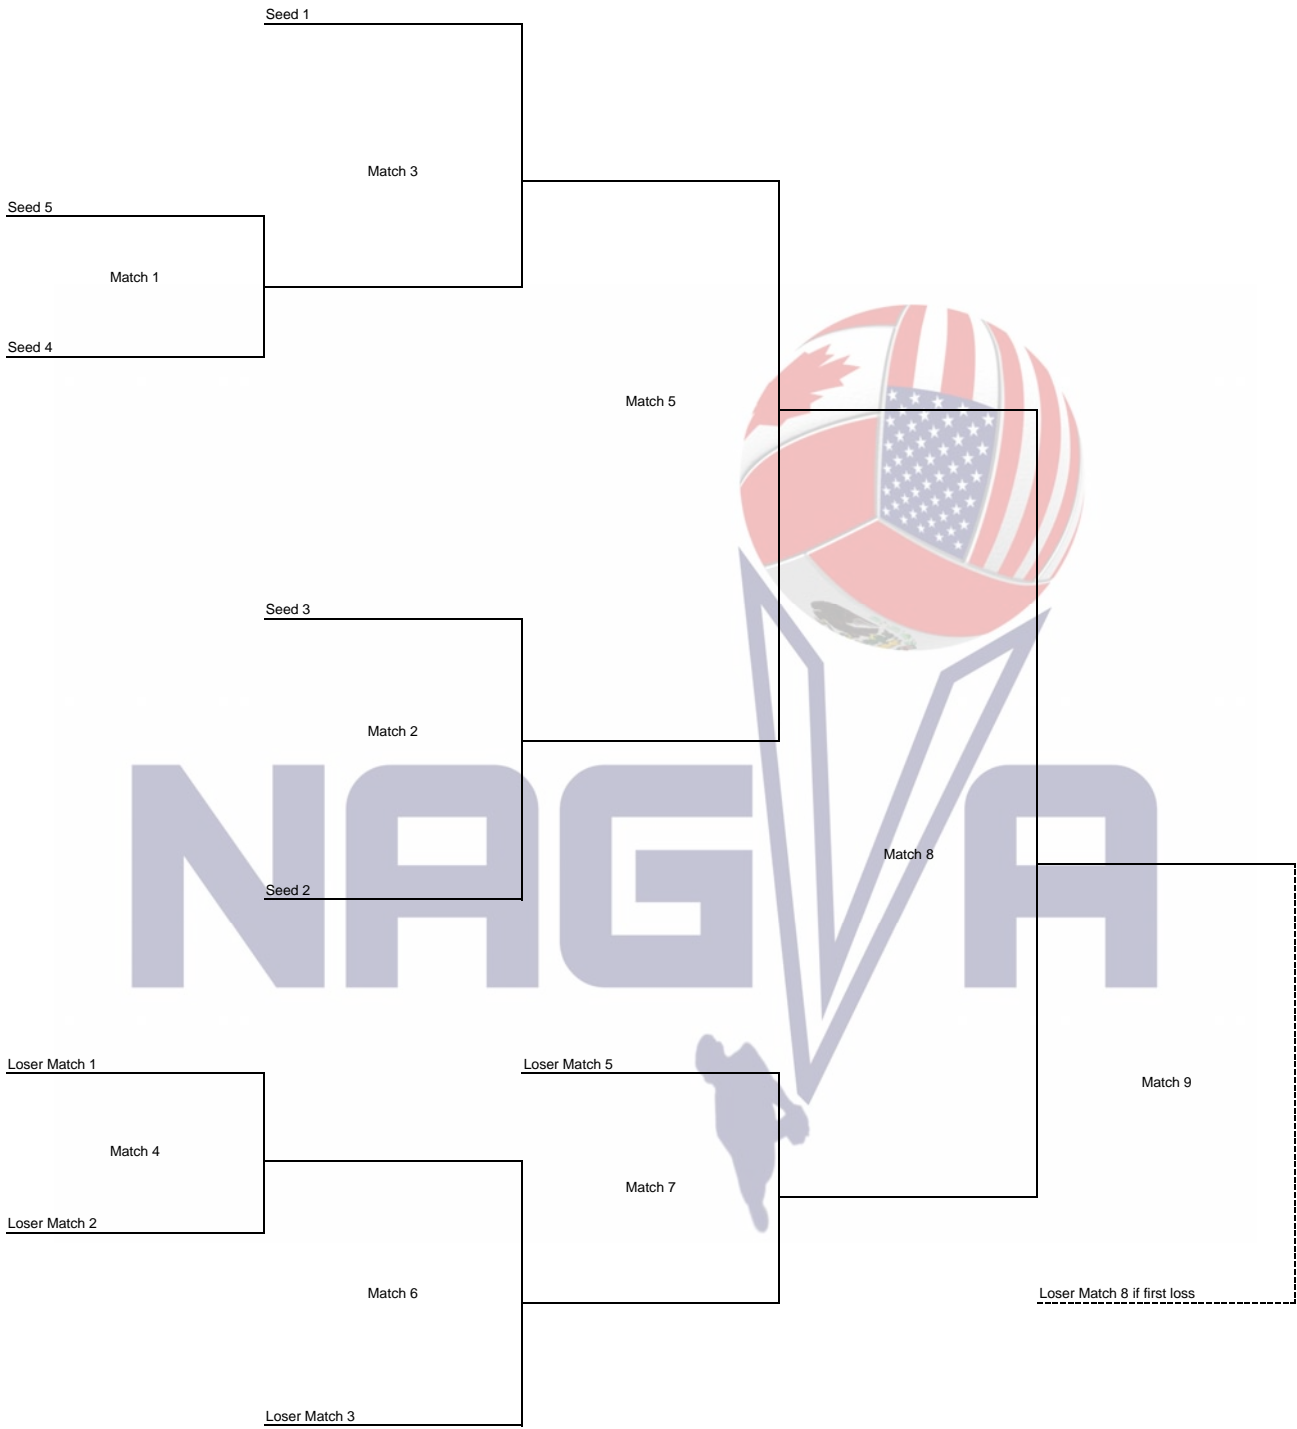 Seed 1
Match 3
Seed 5
Match 1
Seed 4
Match 5
Seed 3
Match 2
Match 8
Seed 2
NAGVA
Loser Match 1
Loser Match 5
Match 9
Match 4
Match 7
Loser Match 2
Match 6
Loser Match 8 if first loss
Loser Match 3